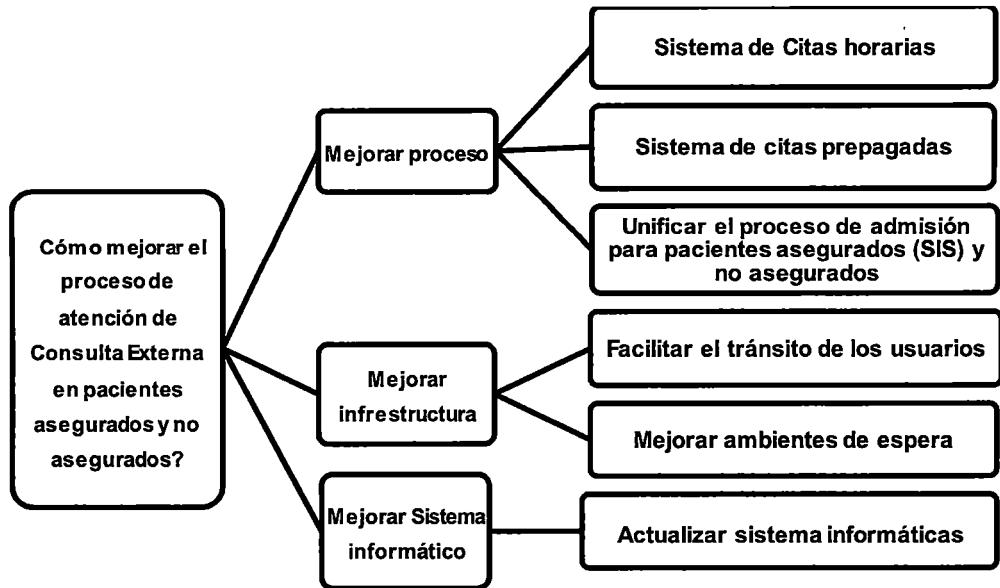 Cómo mejorar el
proceso de
atención de
Consulta Externa
en pacientes
asegurados y no
asegurados?
Mejorar proceso
Sistema de Citas horarias
Sistema de citas prepagadas
Unificar el proceso de admisión
para pacientes asegurados (SIS) y
no asegurados
Mejorar
infrestructura
Facilitar el tránsito de los usuarios
Mejorar ambientes de espera
Mejorar Sistema
informático
Actualizar sistema informáticas